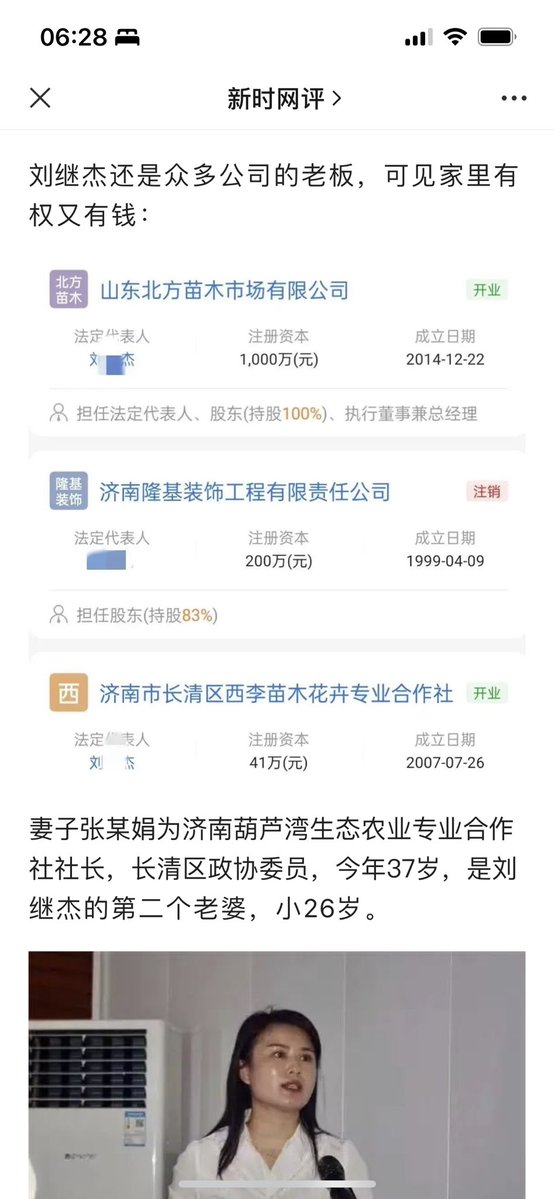 06:28
新时网评
刘继杰还是众多公司的老板，可见家里有
权又有钱：
北方
苗木
山东北方苗木市场有限公司
开业
法定代表人
注册资本
成立日期
刘 杰
1,000万(元)
2014-12-22
担任法定代表人、股东(持股100%)、执行董事兼总经理
隆基
装饰
济南隆基装饰工程有限责任公司
注销
法定代表人
注册资本
成立日期
200万(元)
1999-04-09
担任股东(持股83%)
西
济南市长清区西李苗木花卉专业合作社
开业
法定代表人
注册资本
成立日期
刘 杰
41万(元)
2007-07-26
妻子张某娟为济南葫芦湾生态农业专业合作
社社长，长清区政协委员，今年37岁，是刘
继杰的第二个老婆，小26岁。